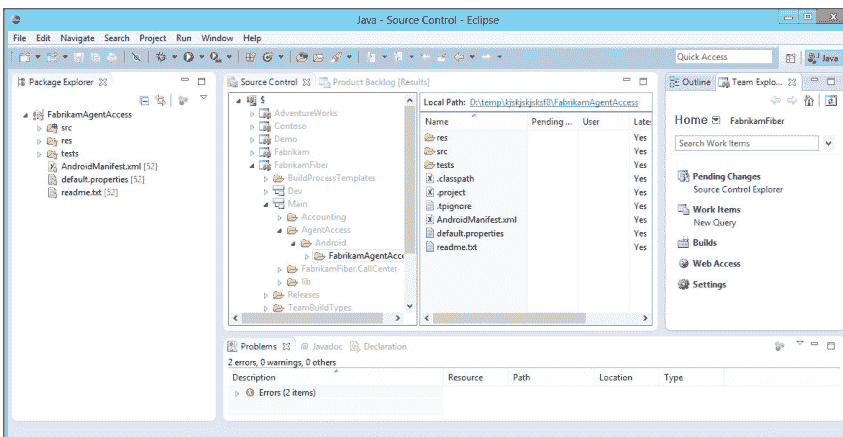 Java - Source Control - Eclipse
File Edit Navigate Search Project Run Window Help
Quick Access
Java
Package Explorer
FabrikamAgentAccess
src
res
tests
AndroidManifest.xml [52]
default.properties [52]
readme.txt [52]
Source Control
Product Backlog [Results]
$
AdventureWorks
Contoso
Demo
Fabrikam
FabrikamFiber
BuildProcessTemplates
Dev
Main
Accounting
AgentAccess
Android
FabrikamAgentAcce
FabrikamFiber.CallCenter
lib
Releases
TeamBuildTypes
Local Path: D:\temp\kjskjskjsksf8\FabrikamAgentAccess
Name Pending ... User Late:
res Yes
src Yes
tests Yes
.classpath Yes
.project Yes
.tpignore Yes
AndroidManifest.xml Yes
default.properties Yes
readme.txt Yes
Outline
Team Explo...
Home FabrikamFiber
Search Work Items
Pending Changes
Source Control Explorer
Work Items
New Query
Builds
Web Access
Settings
Problems @ Javadoc Declaration
2 errors, 0 warnings, 0 others
Description Resource Path Location Type
Errors (2 items)